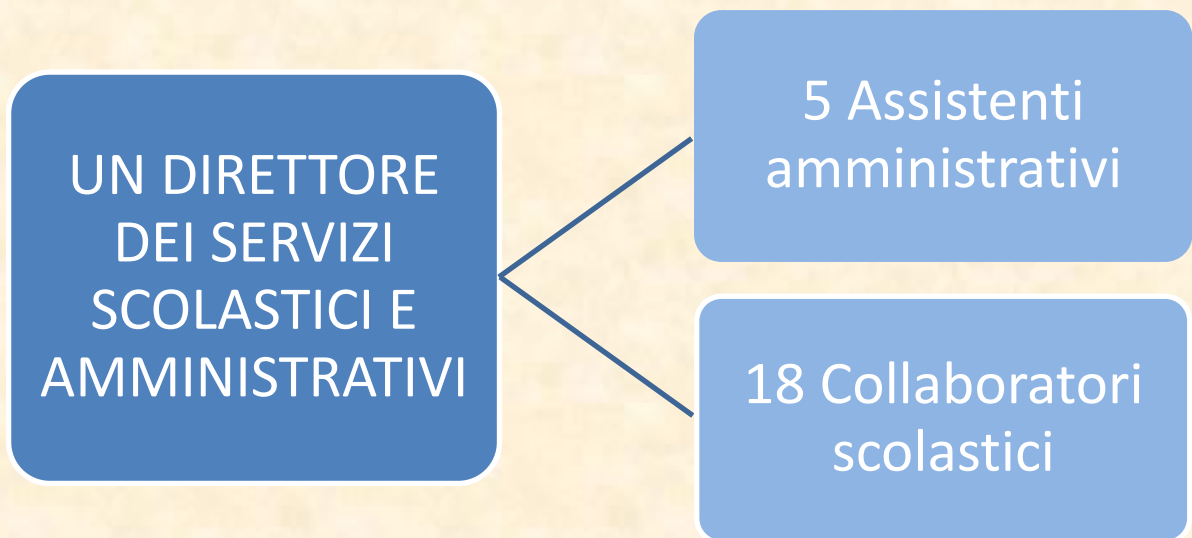 UN DIRETTORE
DEI SERVIZI
SCOLASTICI E
AMMINISTRATIVI
5 Assistenti
amministrativi
18 Collaboratori
scolastici